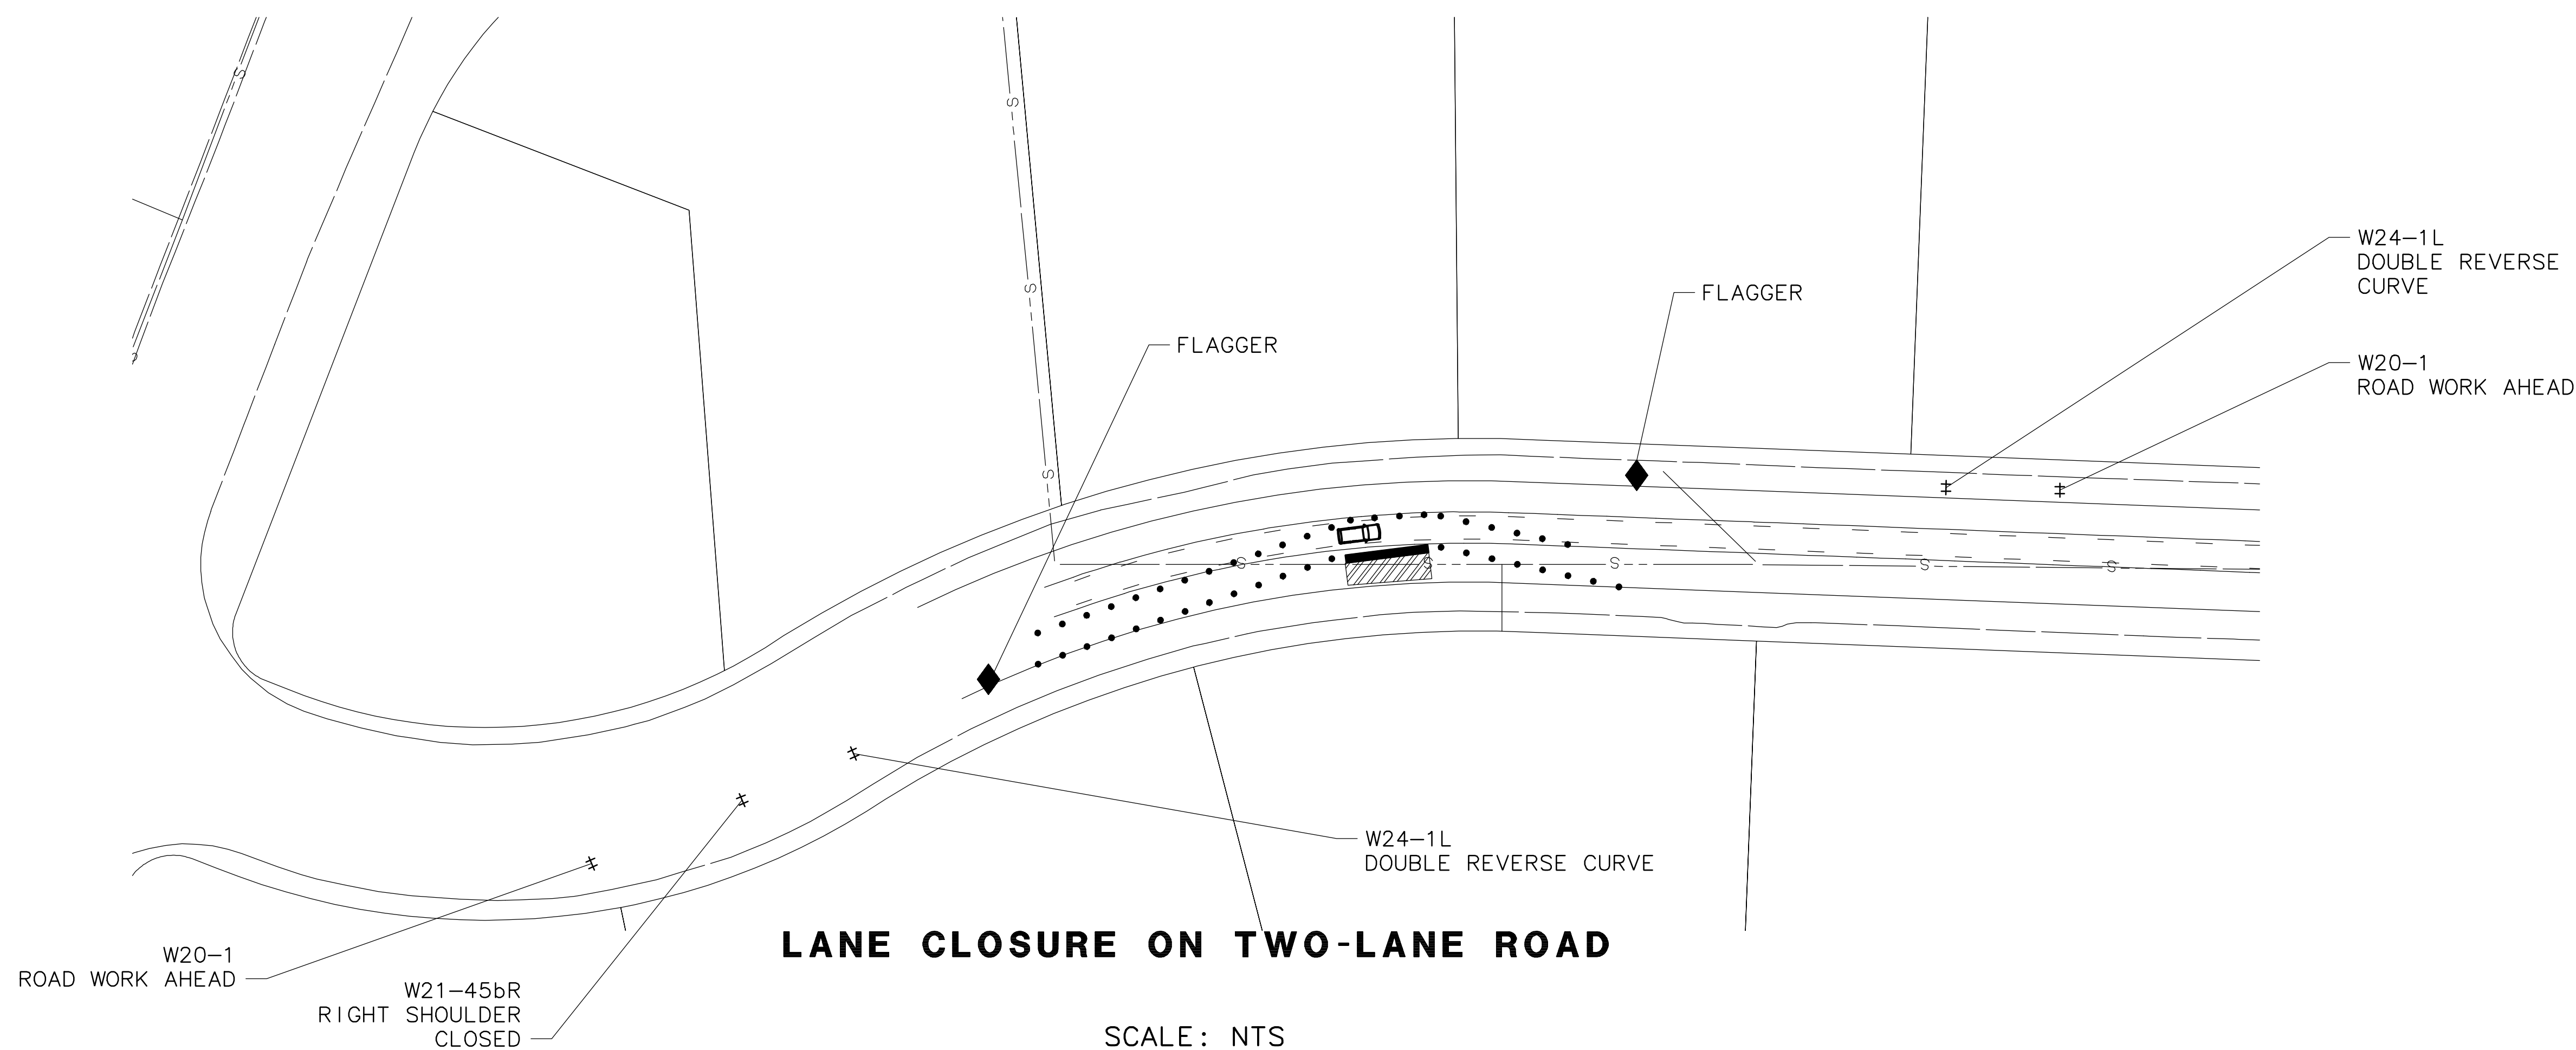 S
S
W24-1L
DOUBLE REVERSE
CURVE
S
FLAGGER
FLAGGER
W20-1
ROAD WORK AHEAD
S
S
S
S
S
S
W24-1L
DOUBLE REVERSE CURVE
LANE CLOSURE ON TWO-LANE ROAD
W20-1
ROAD WORK AHEAD
W21-45bR
RIGHT SHOULDER
CLOSED
SCALE: NTS